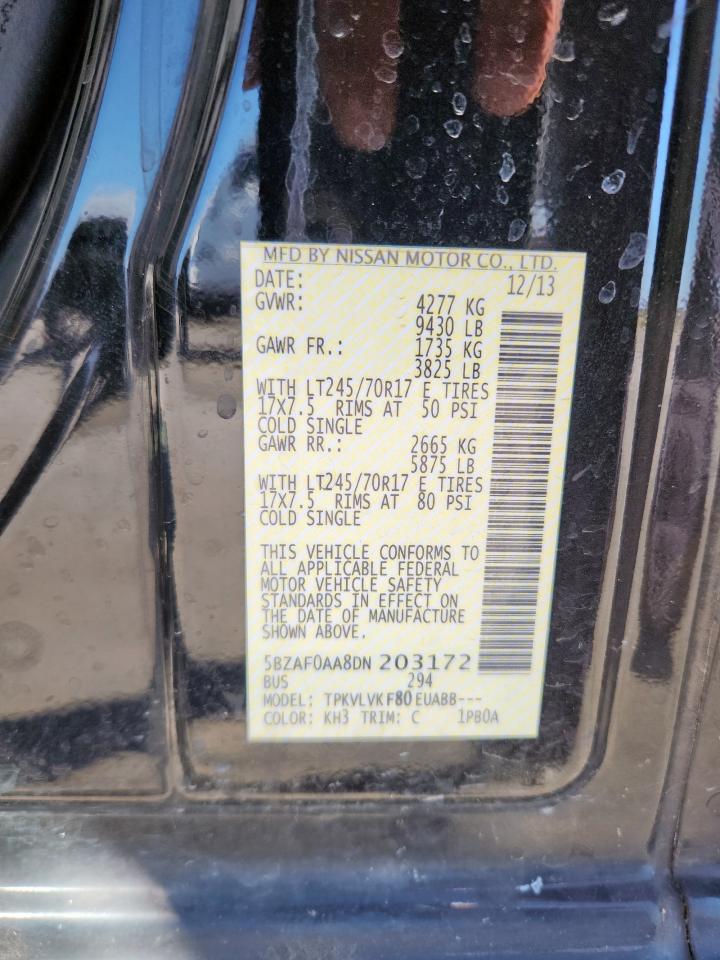 MFD BY NISSAN MOTOR CO., LTD.
DATE: 12/13
GVWR: 4277 KG
9430 LB
GAWR FR.: 1735 KG
3825 LB
WITH LT245/70R17 E TIRES
17X7.5 RIMS AT 50 PSI
COLD SINGLE
GAWR RR.: 2665 KG
5875 LB
WITH LT245/70R17 E TIRES
17X7.5 RIMS AT 80 PSI
COLD SINGLE
THIS VEHICLE CONFORMS TO
ALL APPLICABLE FEDERAL
MOTOR VEHICLE SAFETY
STANDARDS IN EFFECT ON
THE DATE OF MANUFACTURE
SHOWN ABOVE.
5BZAF0AA8DN 203172
BUS 294
MODEL: TPKVLVKF80EUABB---
COLOR: KH3 TRIM: C 1PB0A